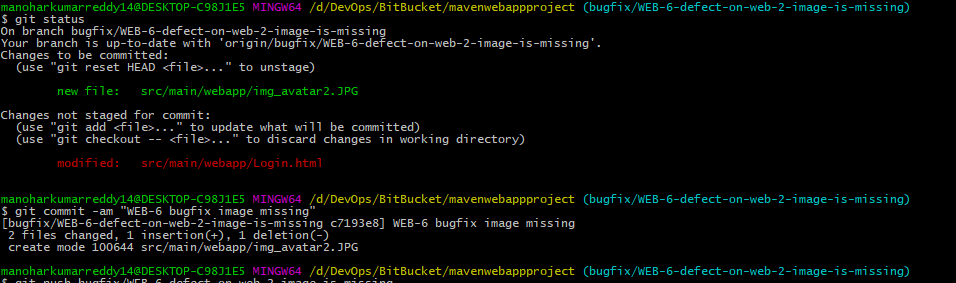 manoharkumarreddy14@DESKTOP-C98J1E5 MINGW64 /d/DevOps/BitBucket/mavenwebappproject (bugfix/WEB-6-defect-on-web-2-image-is-missing)
$ git status
On branch bugfix/WEB-6-defect-on-web-2-image-is-missing
Your branch is up-to-date with 'origin/bugfix/WEB-6-defect-on-web-2-image-is-missing'.
Changes to be committed:
(use "git reset HEAD <file>..." to unstage)
new file: src/main/webapp/img_avatar2.JPG
Changes not staged for commit:
(use "git add <file>..." to update what will be committed)
(use "git checkout -- <file>..." to discard changes in working directory)
modified: src/main/webapp/Login.html
manoharkumarreddy14@DESKTOP-C98J1E5 MINGW64 /d/DevOps/BitBucket/mavenwebappproject (bugfix/WEB-6-defect-on-web-2-image-is-missing)
$ git commit -am "WEB-6 bugfix image missing"
[bugfix/WEB-6-defect-on-web-2-image-is-missing c7193e8] WEB-6 bugfix image missing
2 files changed, 1 insertion(+), 1 deletion(-)
create mode 100644 src/main/webapp/img_avatar2.JPG
manoharkumarreddy14@DESKTOP-C98J1E5 MINGW64 /d/DevOps/BitBucket/mavenwebappproject (bugfix/WEB-6-defect-on-web-2-image-is-missing)
$ git push bugfix/WEB-6-defect-on-web-2-image-is-missing